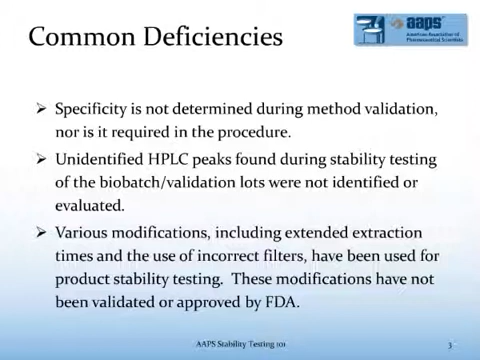 Common Deficiencies
aaps
American Association of
Pharmaceutical Scientists
➢ Specificity is not determined during method validation,
nor is it required in the procedure.
➢ Unidentified HPLC peaks found during stability testing
of the biobatch/validation lots were not identified or
evaluated.
➢ Various modifications, including extended extraction
times and the use of incorrect filters, have been used for
product stability testing.  These modifications have not
been validated or approved by FDA.
AAPS Stability Testing 101
3